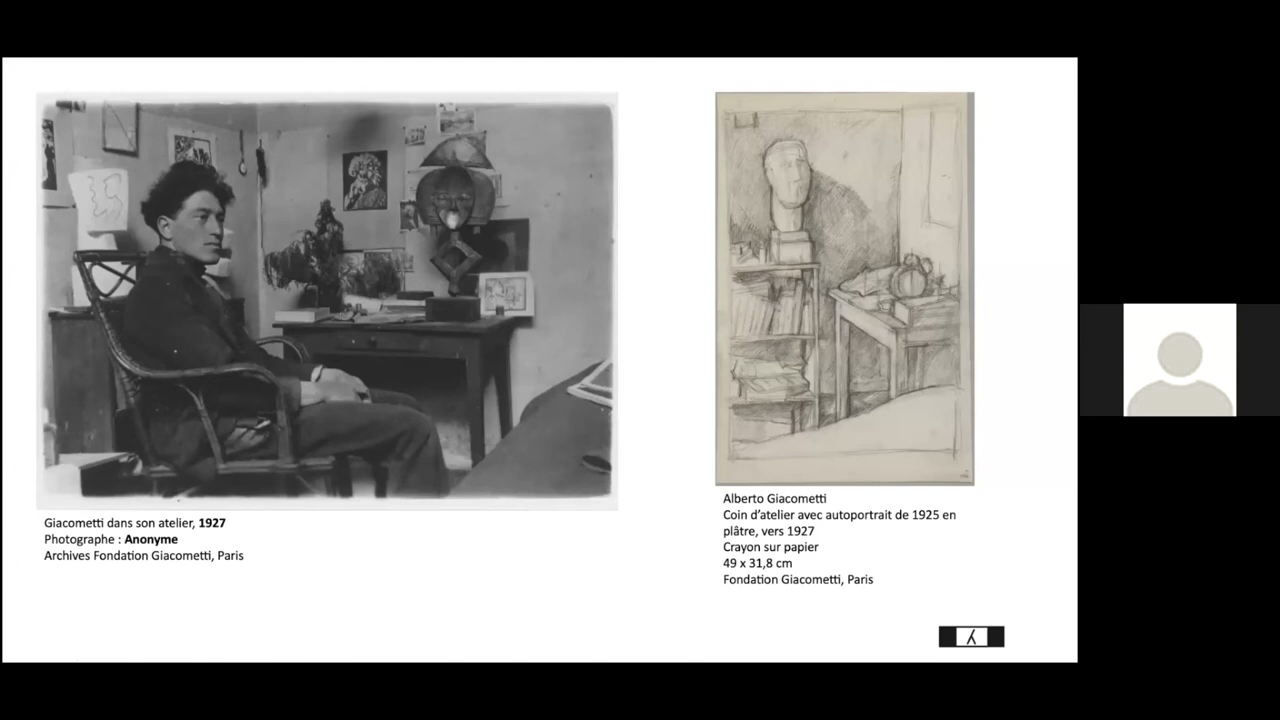 Giacometti dans son atelier, 1927
Photographe : Anonyme
Archives Fondation Giacometti, Paris
Alberto Giacometti
Coin d’atelier avec autoportrait de 1925 en
plâtre, vers 1927
Crayon sur papier
49 x 31,8 cm
Fondation Giacometti, Paris